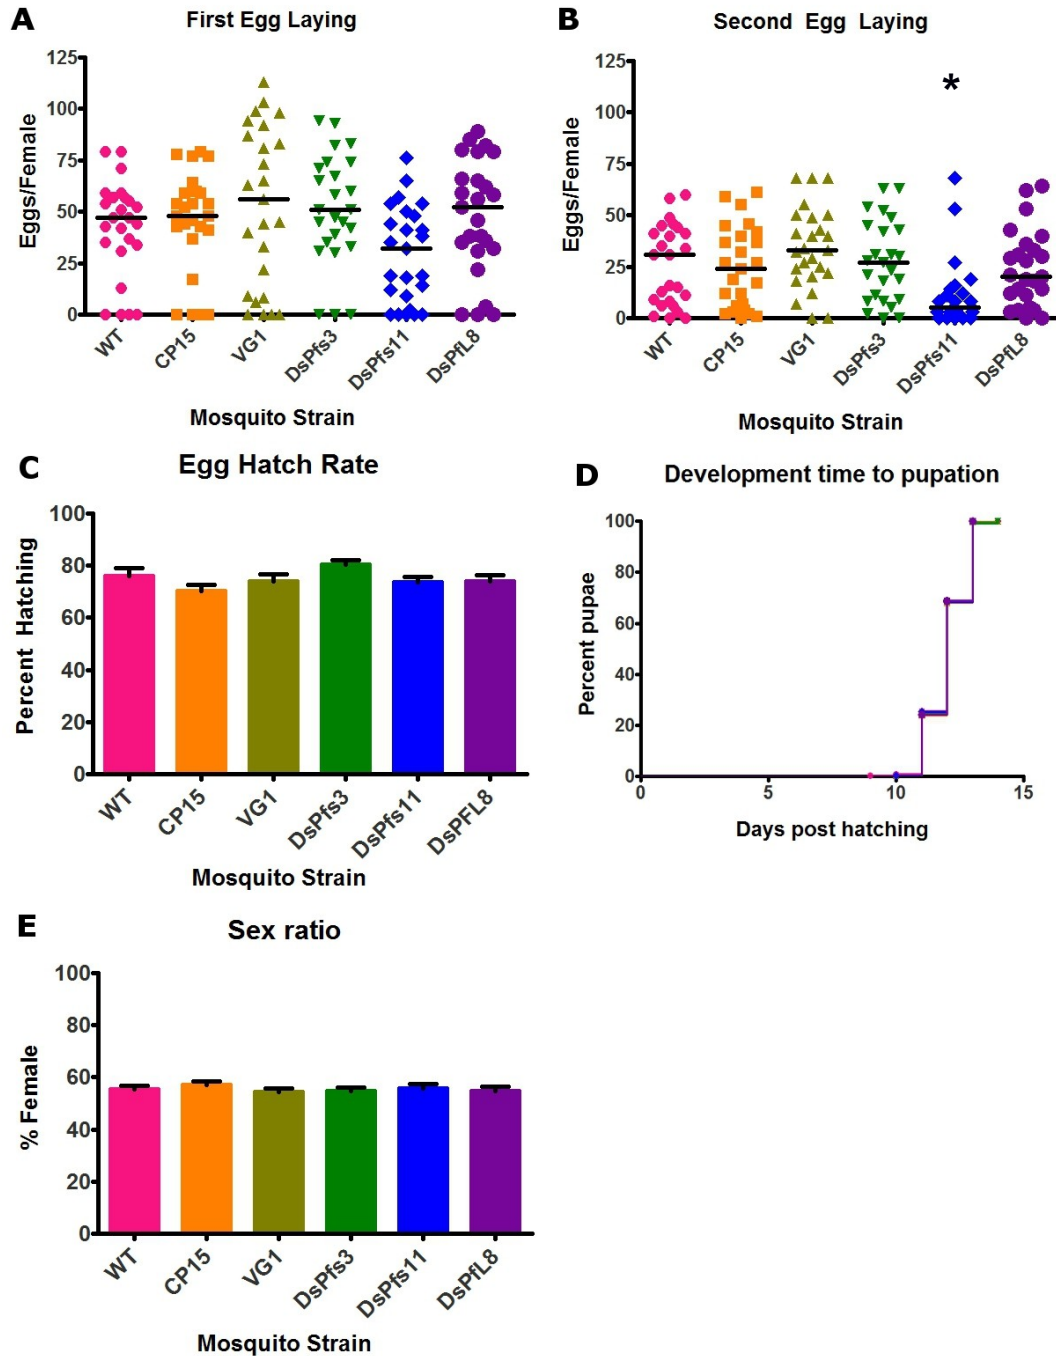 A
First Egg Laying
Eggs/Female
125
100
75
50
25
0
WT
CP15
VG1
DsPfs3
DsPfs11
DsPfL8
Mosquito Strain
B
Second Egg Laying
Eggs/Female
125
100
75
50
25
0
*
WT
CP15
VG1
DsPfs3
DsPfs11
DsPfL8
Mosquito Strain
C
Egg Hatch Rate
Percent Hatching
100
80
60
40
20
0
WT
CP15
VG1
DsPfs3
DsPfs11
DsPFL8
Mosquito Strain
D
Development time to pupation
Percent pupae
100
80
60
40
20
0
0
5
10
15
Days post hatching
E
Sex ratio
% Female
100
80
60
40
20
0
WT
CP15
VG1
DsPfs3
DsPfs11
DsPfL8
Mosquito Strain